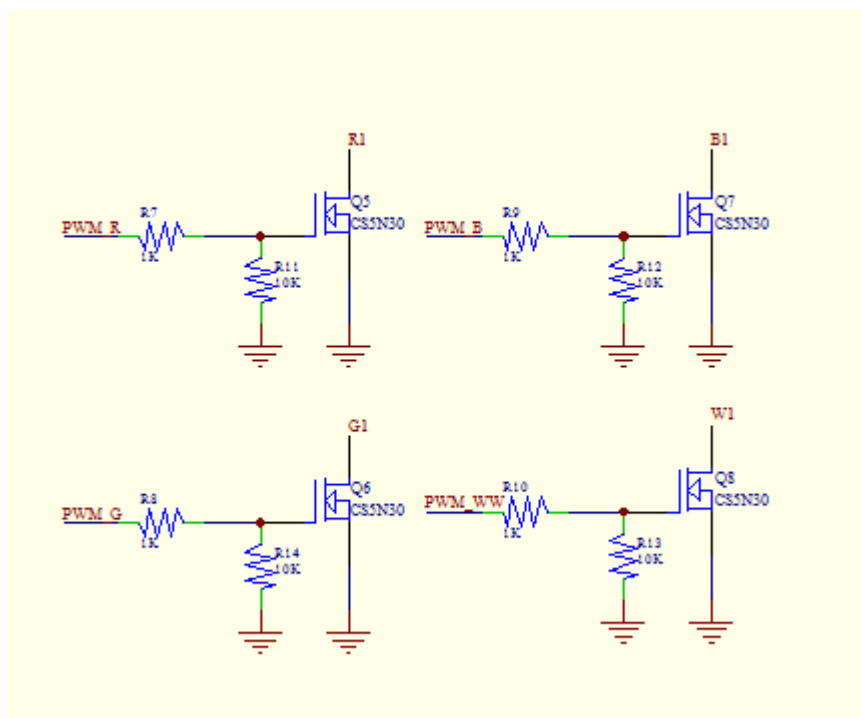 R1
Q5
R7
CS5N30
PWM_R
1K
R11
10K
B1
Q7
R9
CS5N30
PWM_B
1K
R12
10K
G1
Q6
R8
CS5N30
PWM_G
1K
R14
10K
W1
Q8
R10
CS5N30
PWM_WW
1K
R13
10K